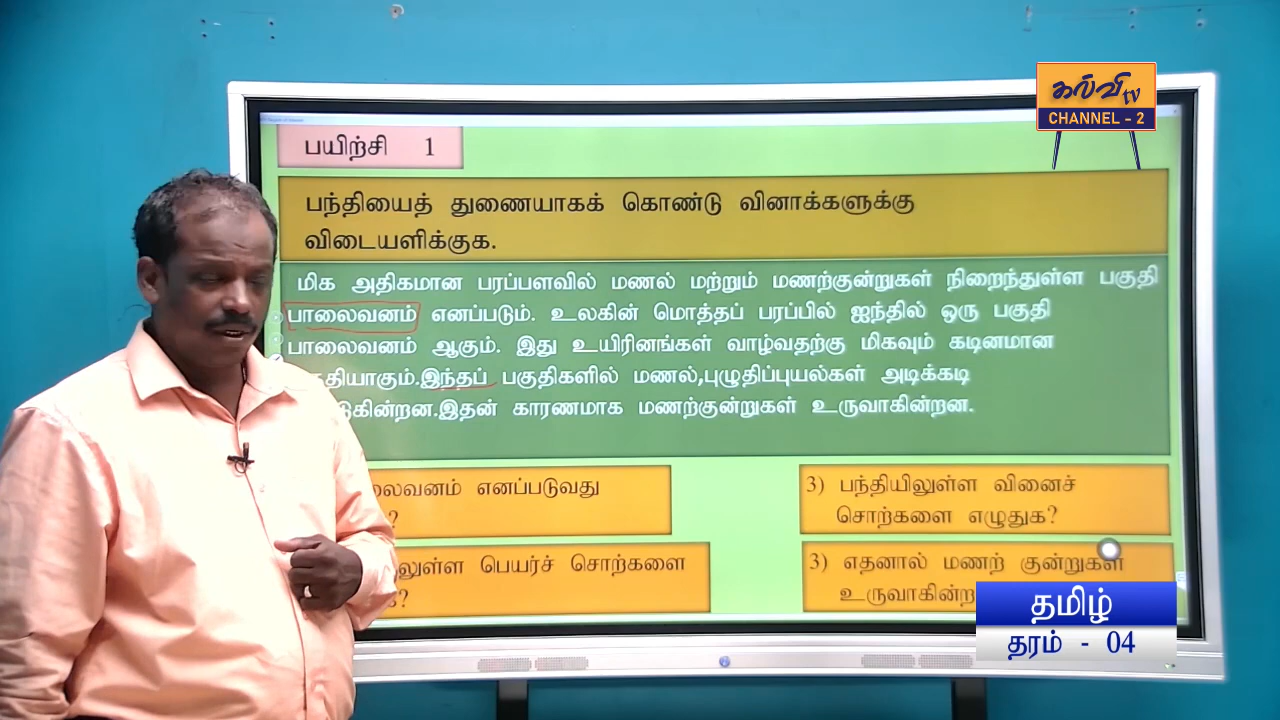 கல்வி tv
CHANNEL - 2
பயிற்சி 1
பந்தியைத் துணையாகக் கொண்டு வினாக்களுக்கு
விடையளிக்குக.
மிக அதிகமான பரப்பளவில் மணல் மற்றும் மணற்குன்றுகள் நிறைந்துள்ள பகுதி
பாலைவனம் எனப்படும். உலகின் மொத்தப் பரப்பில் ஐந்தில் ஒரு பகுதி
பாலைவனம் ஆகும். இது உயிரினங்கள் வாழ்வதற்கு மிகவும் கடினமான
தியாகும்.இந்தப் பகுதிகளில் மணல்,புழுதிப்புயல்கள் அடிக்கடி
கின்றன.இதன் காரணமாக மணற்குன்றுகள் உருவாகின்றன.
லைவனம் எனப்படுவது
?
லுள்ள பெயர்ச் சொற்களை
?
3) பந்தியிலுள்ள வினைச்
சொற்களை எழுதுக?
3) எதனால் மணற் குன்றுகள்
உருவாகின்ற
தமிழ்
தரம் - 04